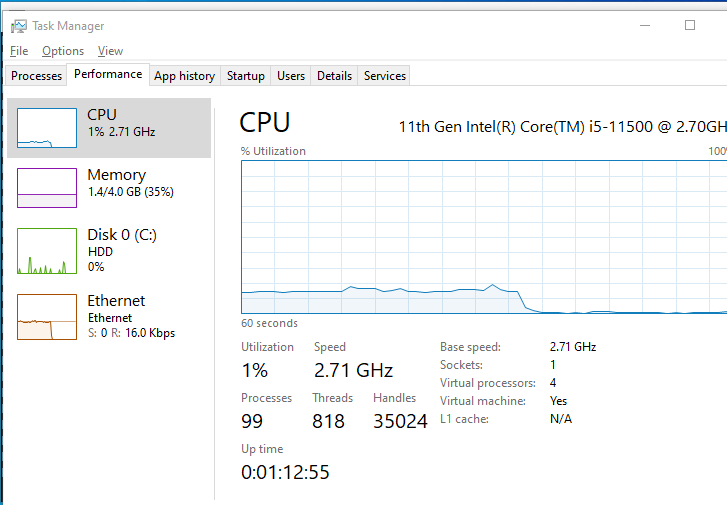 Task Manager
File Options View
Processes Performance App history Startup Users Details Services
CPU
1% 2.71 GHz
Memory
1.4/4.0 GB (35%)
Disk 0 (C:)
HDD
0%
Ethernet
Ethernet
S: 0 R: 16.0 Kbps
CPU
11th Gen Intel(R) Core(TM) i5-11500 @ 2.70GH
% Utilization
100%
60 seconds
Utilization Speed
1% 2.71 GHz
Processes Threads Handles
99 818 35024
Up time
0:01:12:55
Base speed: 2.71 GHz
Sockets: 1
Virtual processors: 4
Virtual machine: Yes
L1 cache: N/A